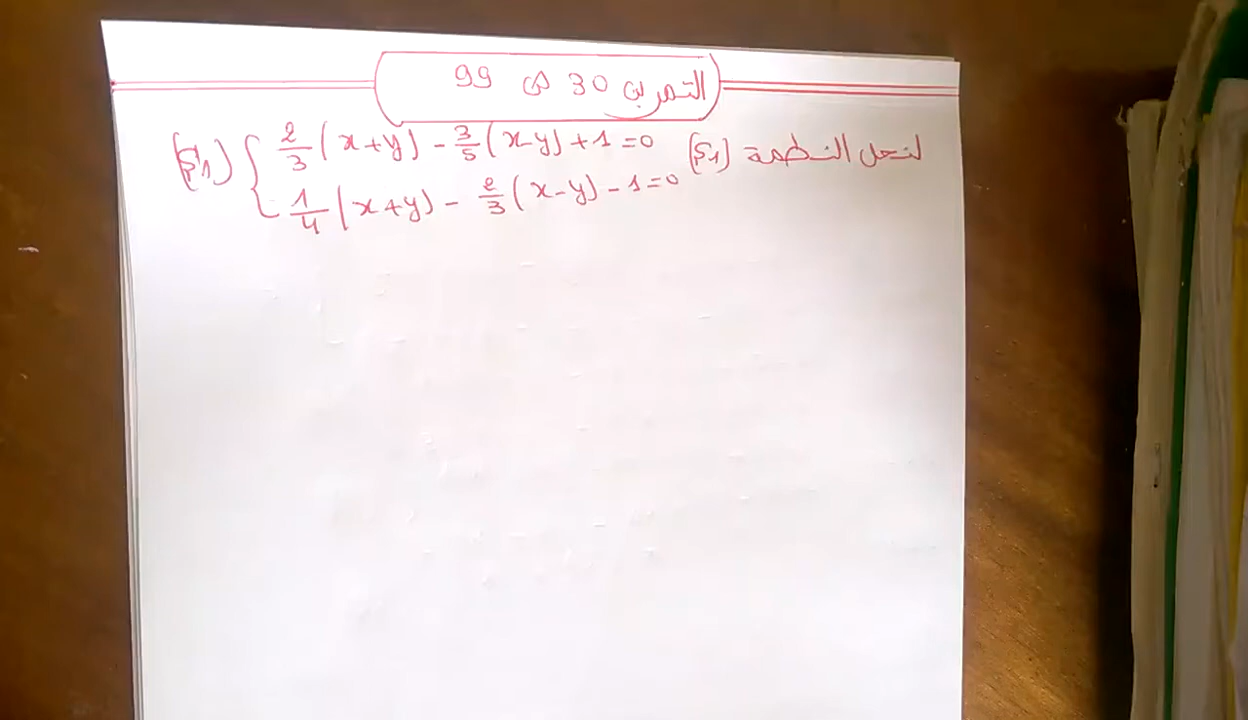 التمرين 30 ص 99
لنحل النظمة (S₁) (S₁) { 2/3 (x+y) - 3/5 (x-y) + 1 = 0
1/4 (x+y) - 2/3 (x-y) - 1 = 0